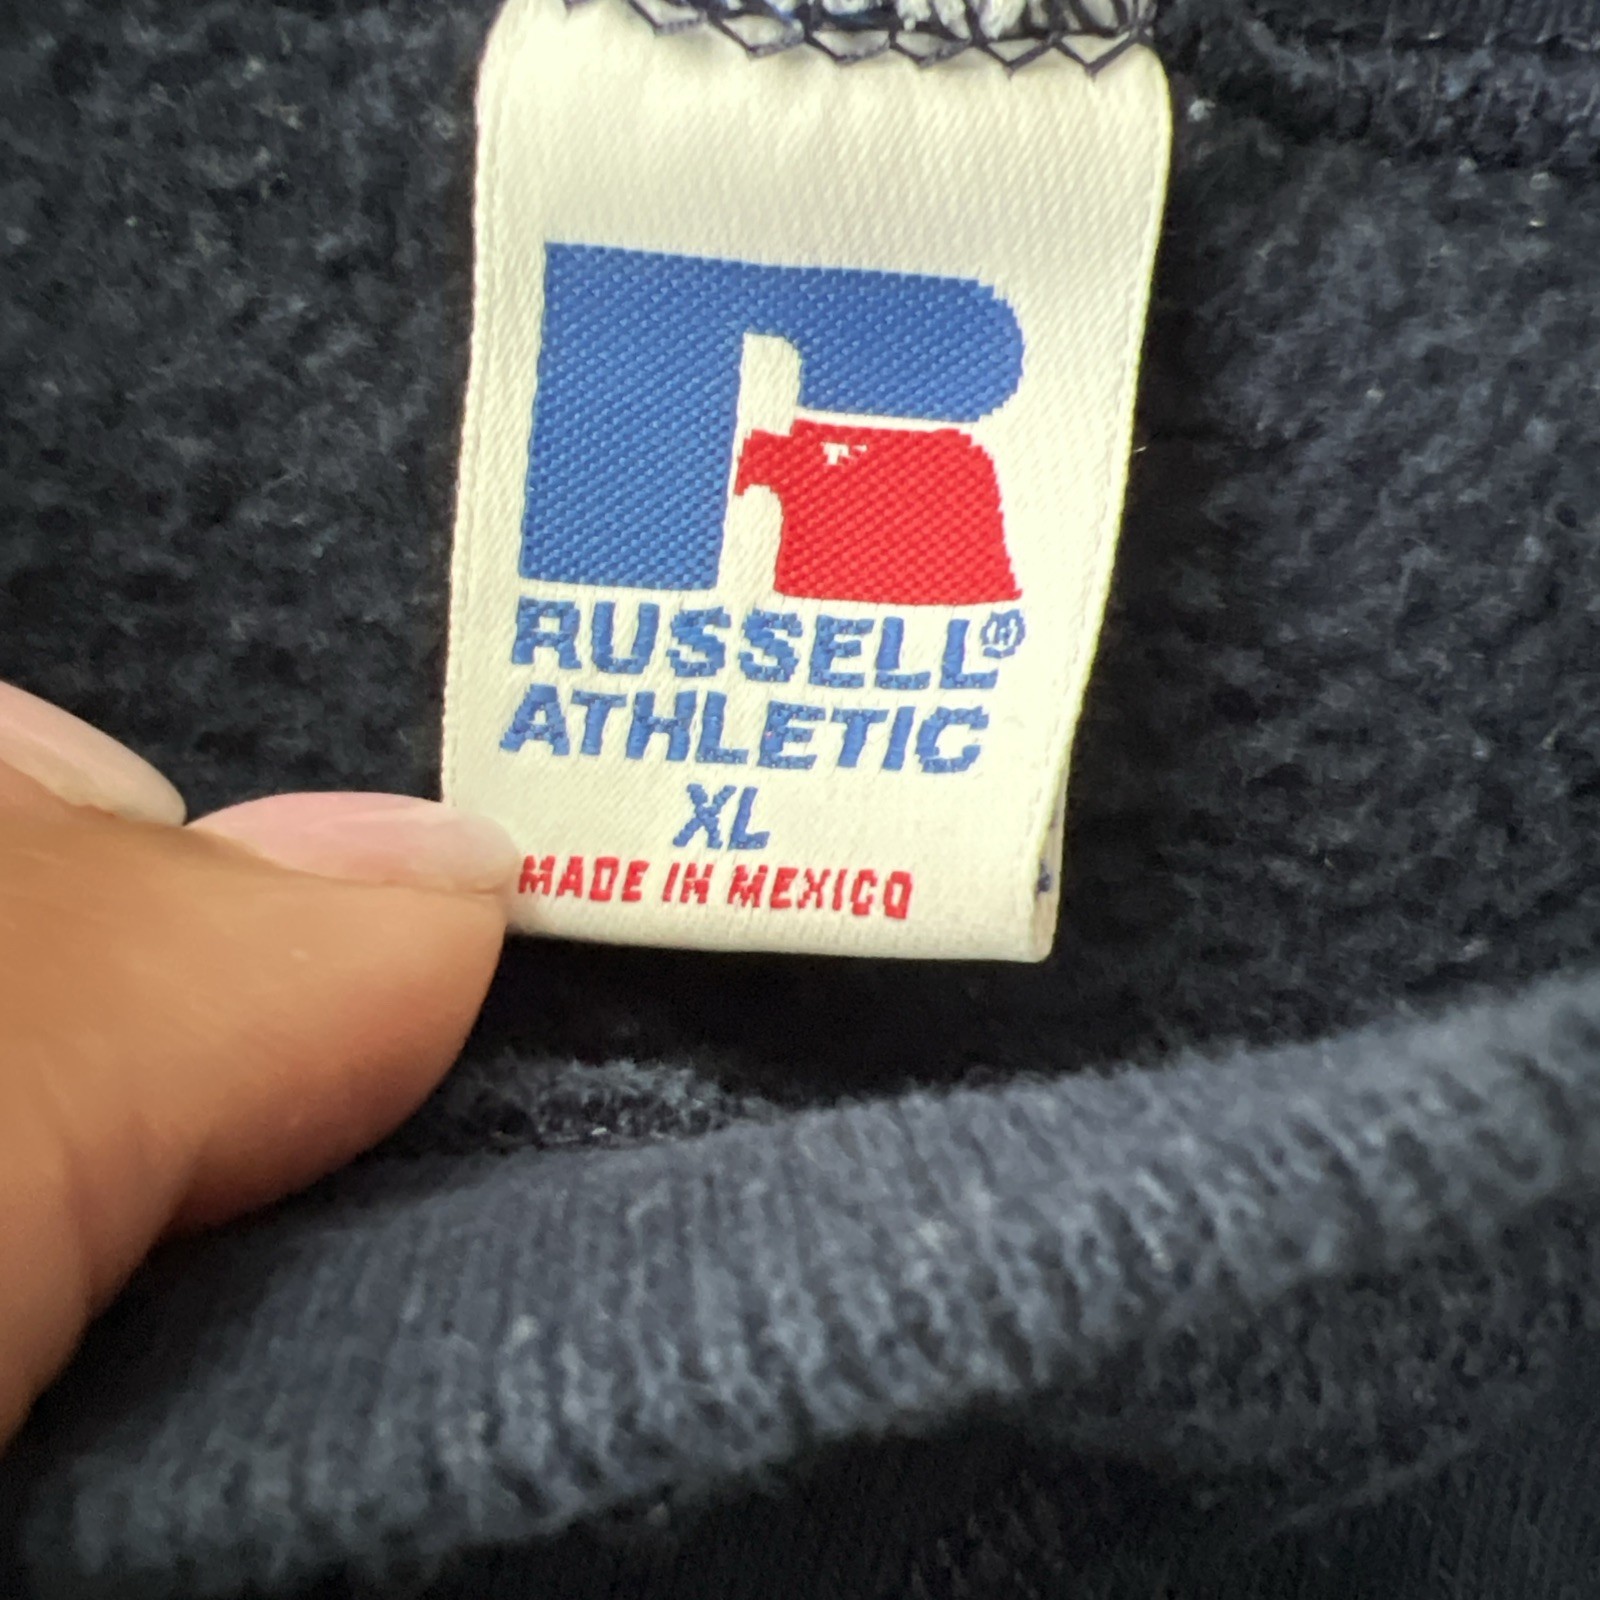 RUSSELL®
ATHLETIC
XL
MADE IN MEXICO